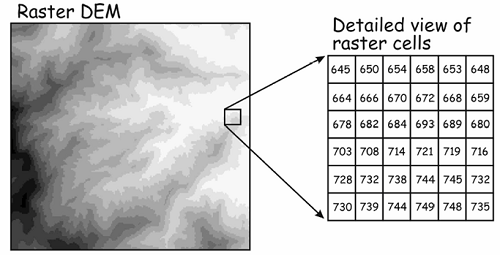 Raster DEM
Detailed view of
raster cells
645 650 654 658 653 648
664 666 670 672 668 659
678 682 684 693 689 680
703 708 714 721 719 716
728 732 738 744 745 732
730 739 744 749 748 735